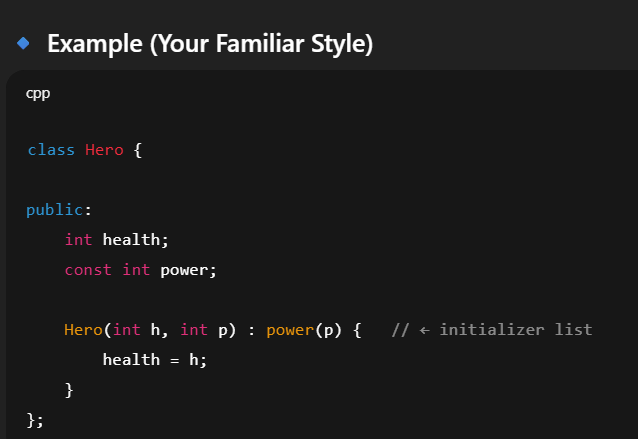 Example (Your Familiar Style)
cpp
class Hero {
public:
    int health;
    const int power;
    Hero(int h, int p) : power(p) {   // ← initializer list
        health = h;
    }
};